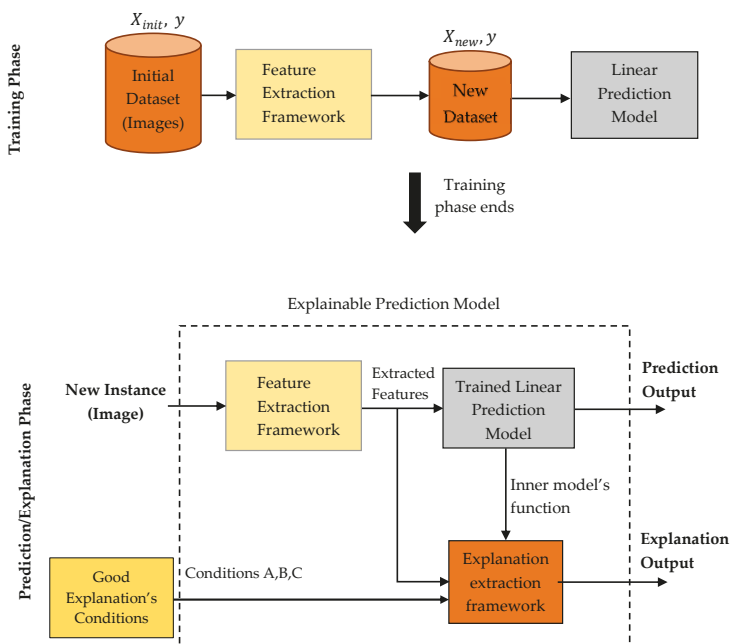 Training Phase
X_init, y
Initial
Dataset
(Images)
Feature
Extraction
Framework
X_new, y
New
Dataset
Linear
Prediction
Model
Training
phase ends
Explainable Prediction Model
Prediction/Explanation Phase
New Instance
(Image)
Feature
Extraction
Framework
Extracted
Features
Trained Linear
Prediction
Model
Prediction
Output
Inner model's
function
Good
Explanation's
Conditions
Conditions A,B,C
Explanation
extraction
framework
Explanation
Output